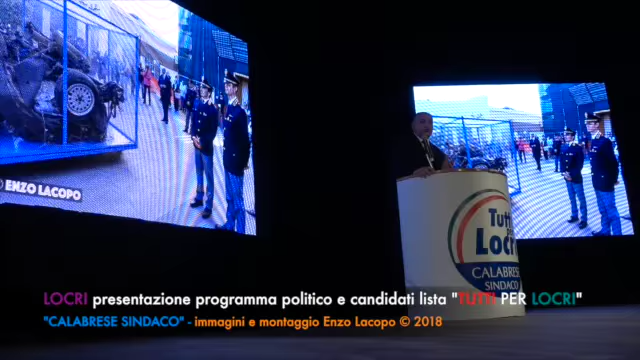 ENZO LACOPO
Tutti
Locri
CALABRESE
SINDACO
LOCRI presentazione programma politico e candidati lista "TUTTI PER LOCRI"
"CALABRESE SINDACO" - immagini e montaggio Enzo Lacopo © 2018